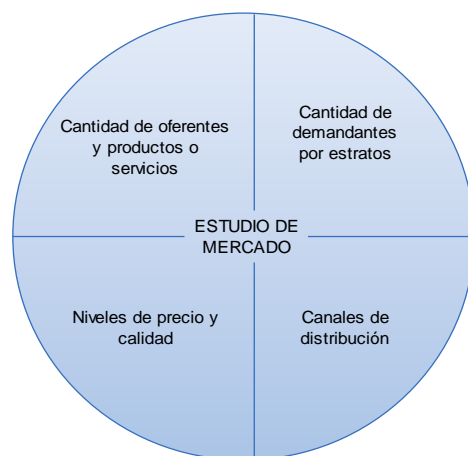 Cantidad de oferentes
y productos o
servicios
Cantidad de
demandantes
por estratos
ESTUDIO DE
MERCADO
Niveles de precio y
calidad
Canales de
distribución